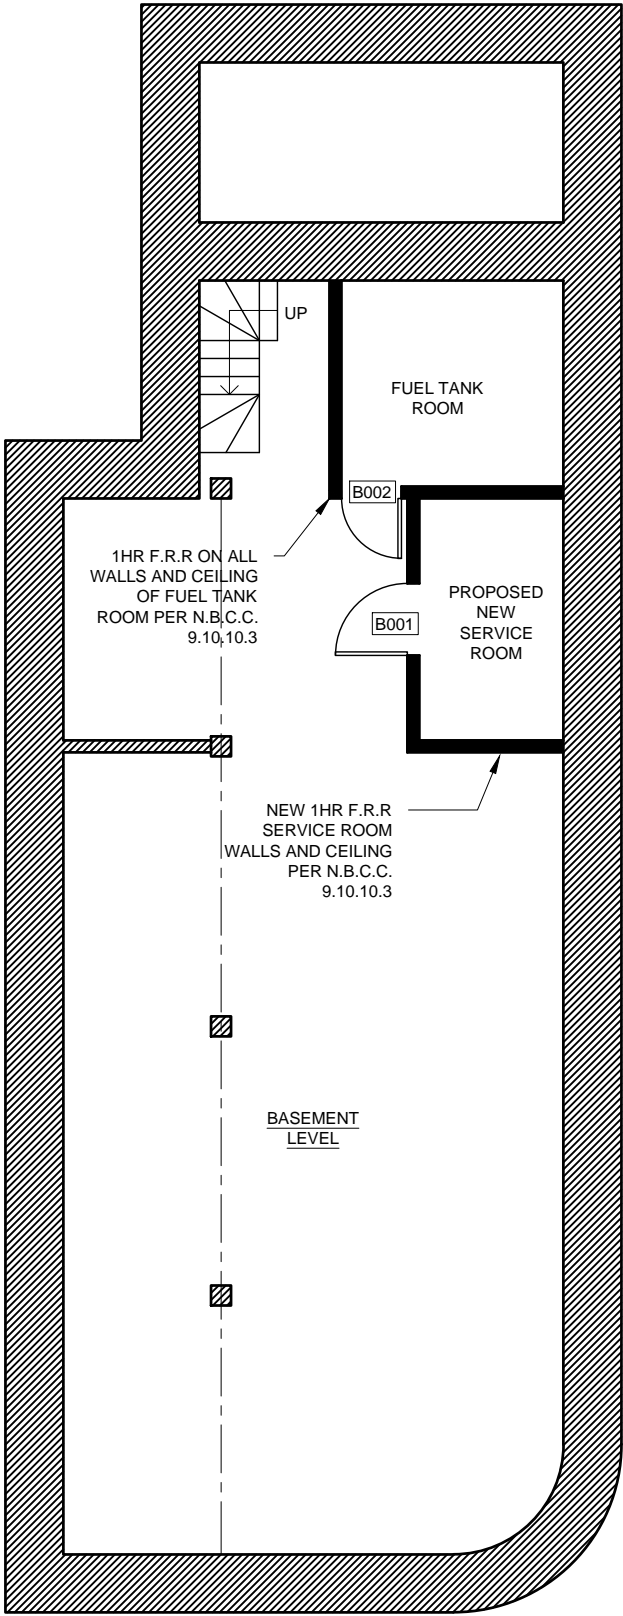 UP
FUEL TANK
ROOM
B002
1HR F.R.R ON ALL
WALLS AND CEILING
OF FUEL TANK
ROOM PER N.B.C.C.
9.10.10.3
PROPOSED
NEW
SERVICE
ROOM
B001
NEW 1HR F.R.R
SERVICE ROOM
WALLS AND CEILING
PER N.B.C.C.
9.10.10.3
BASEMENT
LEVEL